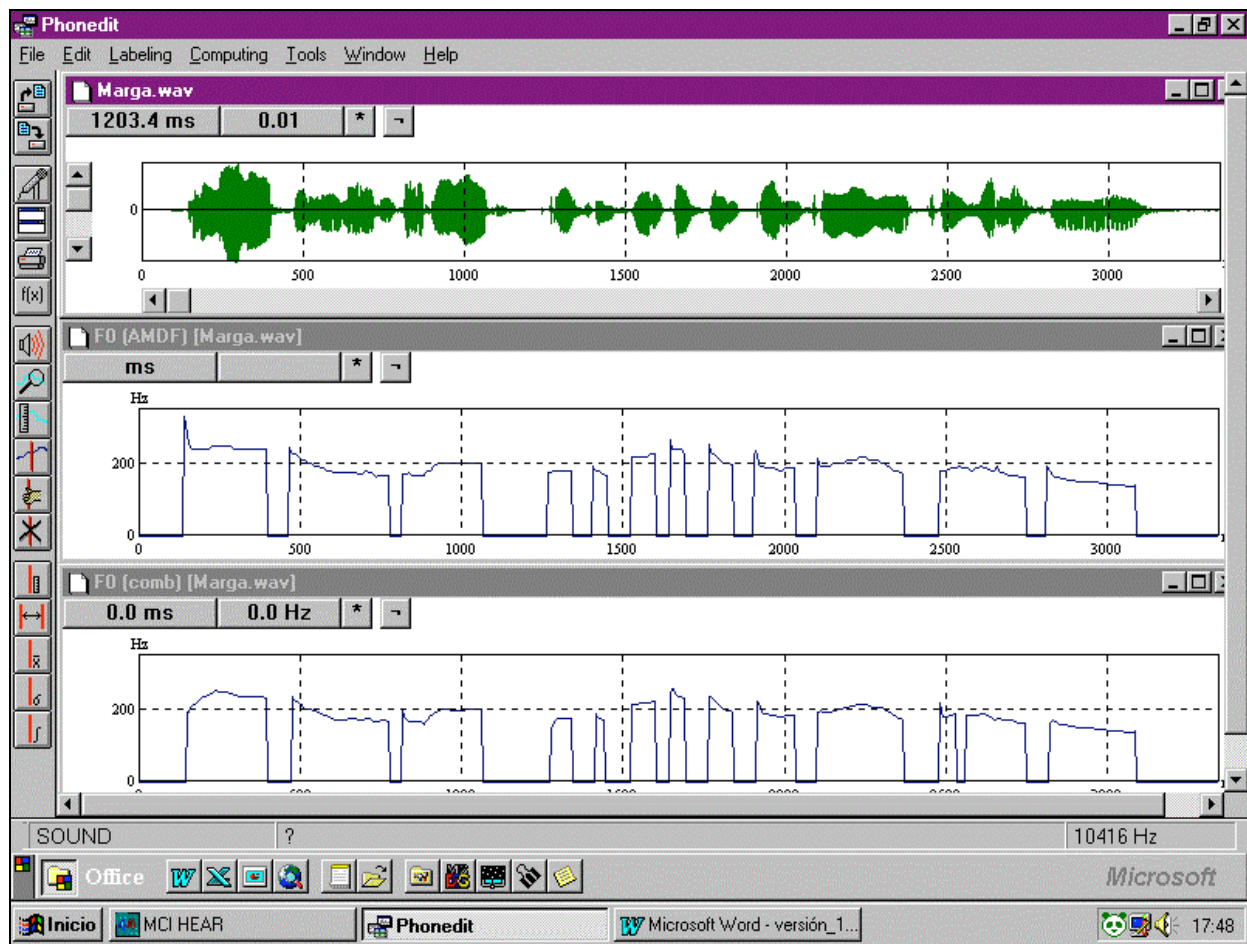 Phonedit
File Edit Labeling Computing Tools Window Help
Marga.wav
1203.4 ms 0.01 * ¬
0
0 500 1000 1500 2000 2500 3000
f(x)
F0 (AMDF) [Marga.wav]
ms * ¬
Hz
200
0
0 500 1000 1500 2000 2500 3000
F0 (comb) [Marga.wav]
0.0 ms 0.0 Hz * ¬
Hz
200
0
SOUND ? 10416 Hz
Office Microsoft
Inicio MCI HEAR Phonedit Microsoft Word - versión_1... 17:48